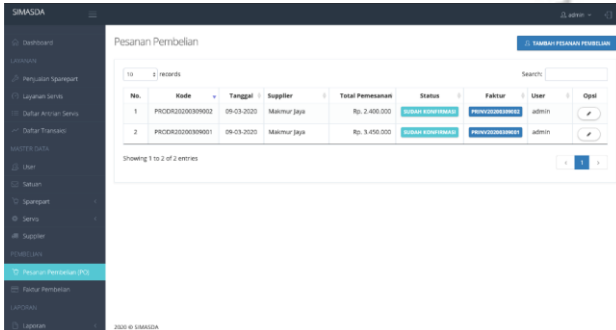 SIMASDA
admin
Dashboard
LAYANAN
Penjualan Sparepart
Layanan Servis
Daftar Antrian Servis
Daftar Transaksi
MASTER DATA
User
Satuan
Sparepart
Servis
Supplier
PEMBELIAN
Pesanan Pembelian (PO)
Faktur Pembelian
LAPORAN
Laporan
Pesanan Pembelian
TAMBAH PESANAN PEMBELIAN
10 records
Search:
No. Kode Tanggal Supplier Total Pemesanan Status Faktur User Opsi
1 PRODR20200309002 09-03-2020 Makmur Jaya Rp. 2.400.000 SUDAH KONFIRMASI PRINV20200309002 admin
2 PRODR20200309001 09-03-2020 Makmur Jaya Rp. 3.450.000 SUDAH KONFIRMASI PRINV20200309001 admin
Showing 1 to 2 of 2 entries
1
2020 © SIMASDA